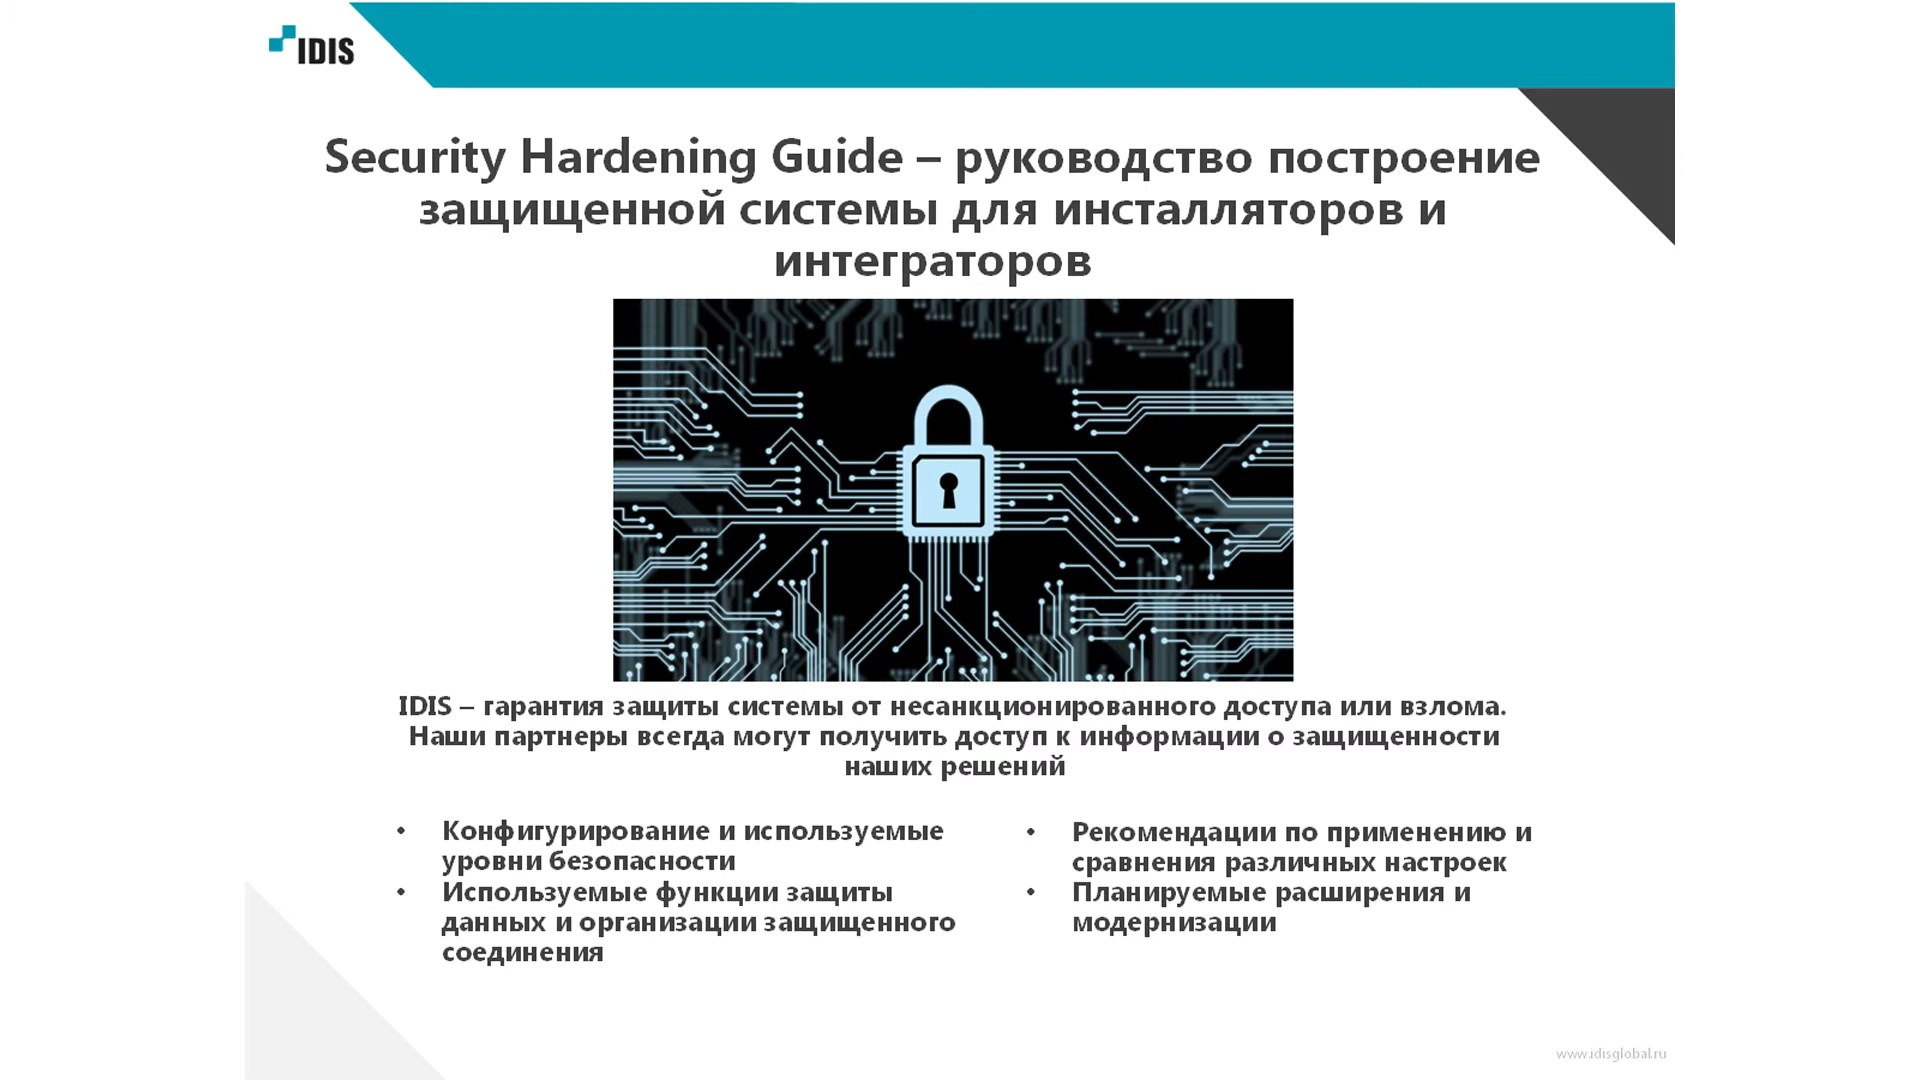 IDIS
Security Hardening Guide – руководство построение
защищенной системы для инсталляторов и
интеграторов
IDIS – гарантия защиты системы от несанкционированного доступа или взлома.
Наши партнеры всегда могут получить доступ к информации о защищенности
наших решений
• Конфигурирование и используемые
уровни безопасности
• Используемые функции защиты
данных и организации защищенного
соединения
• Рекомендации по применению и
сравнения различных настроек
• Планируемые расширения и
модернизации
www.idisglobal.ru